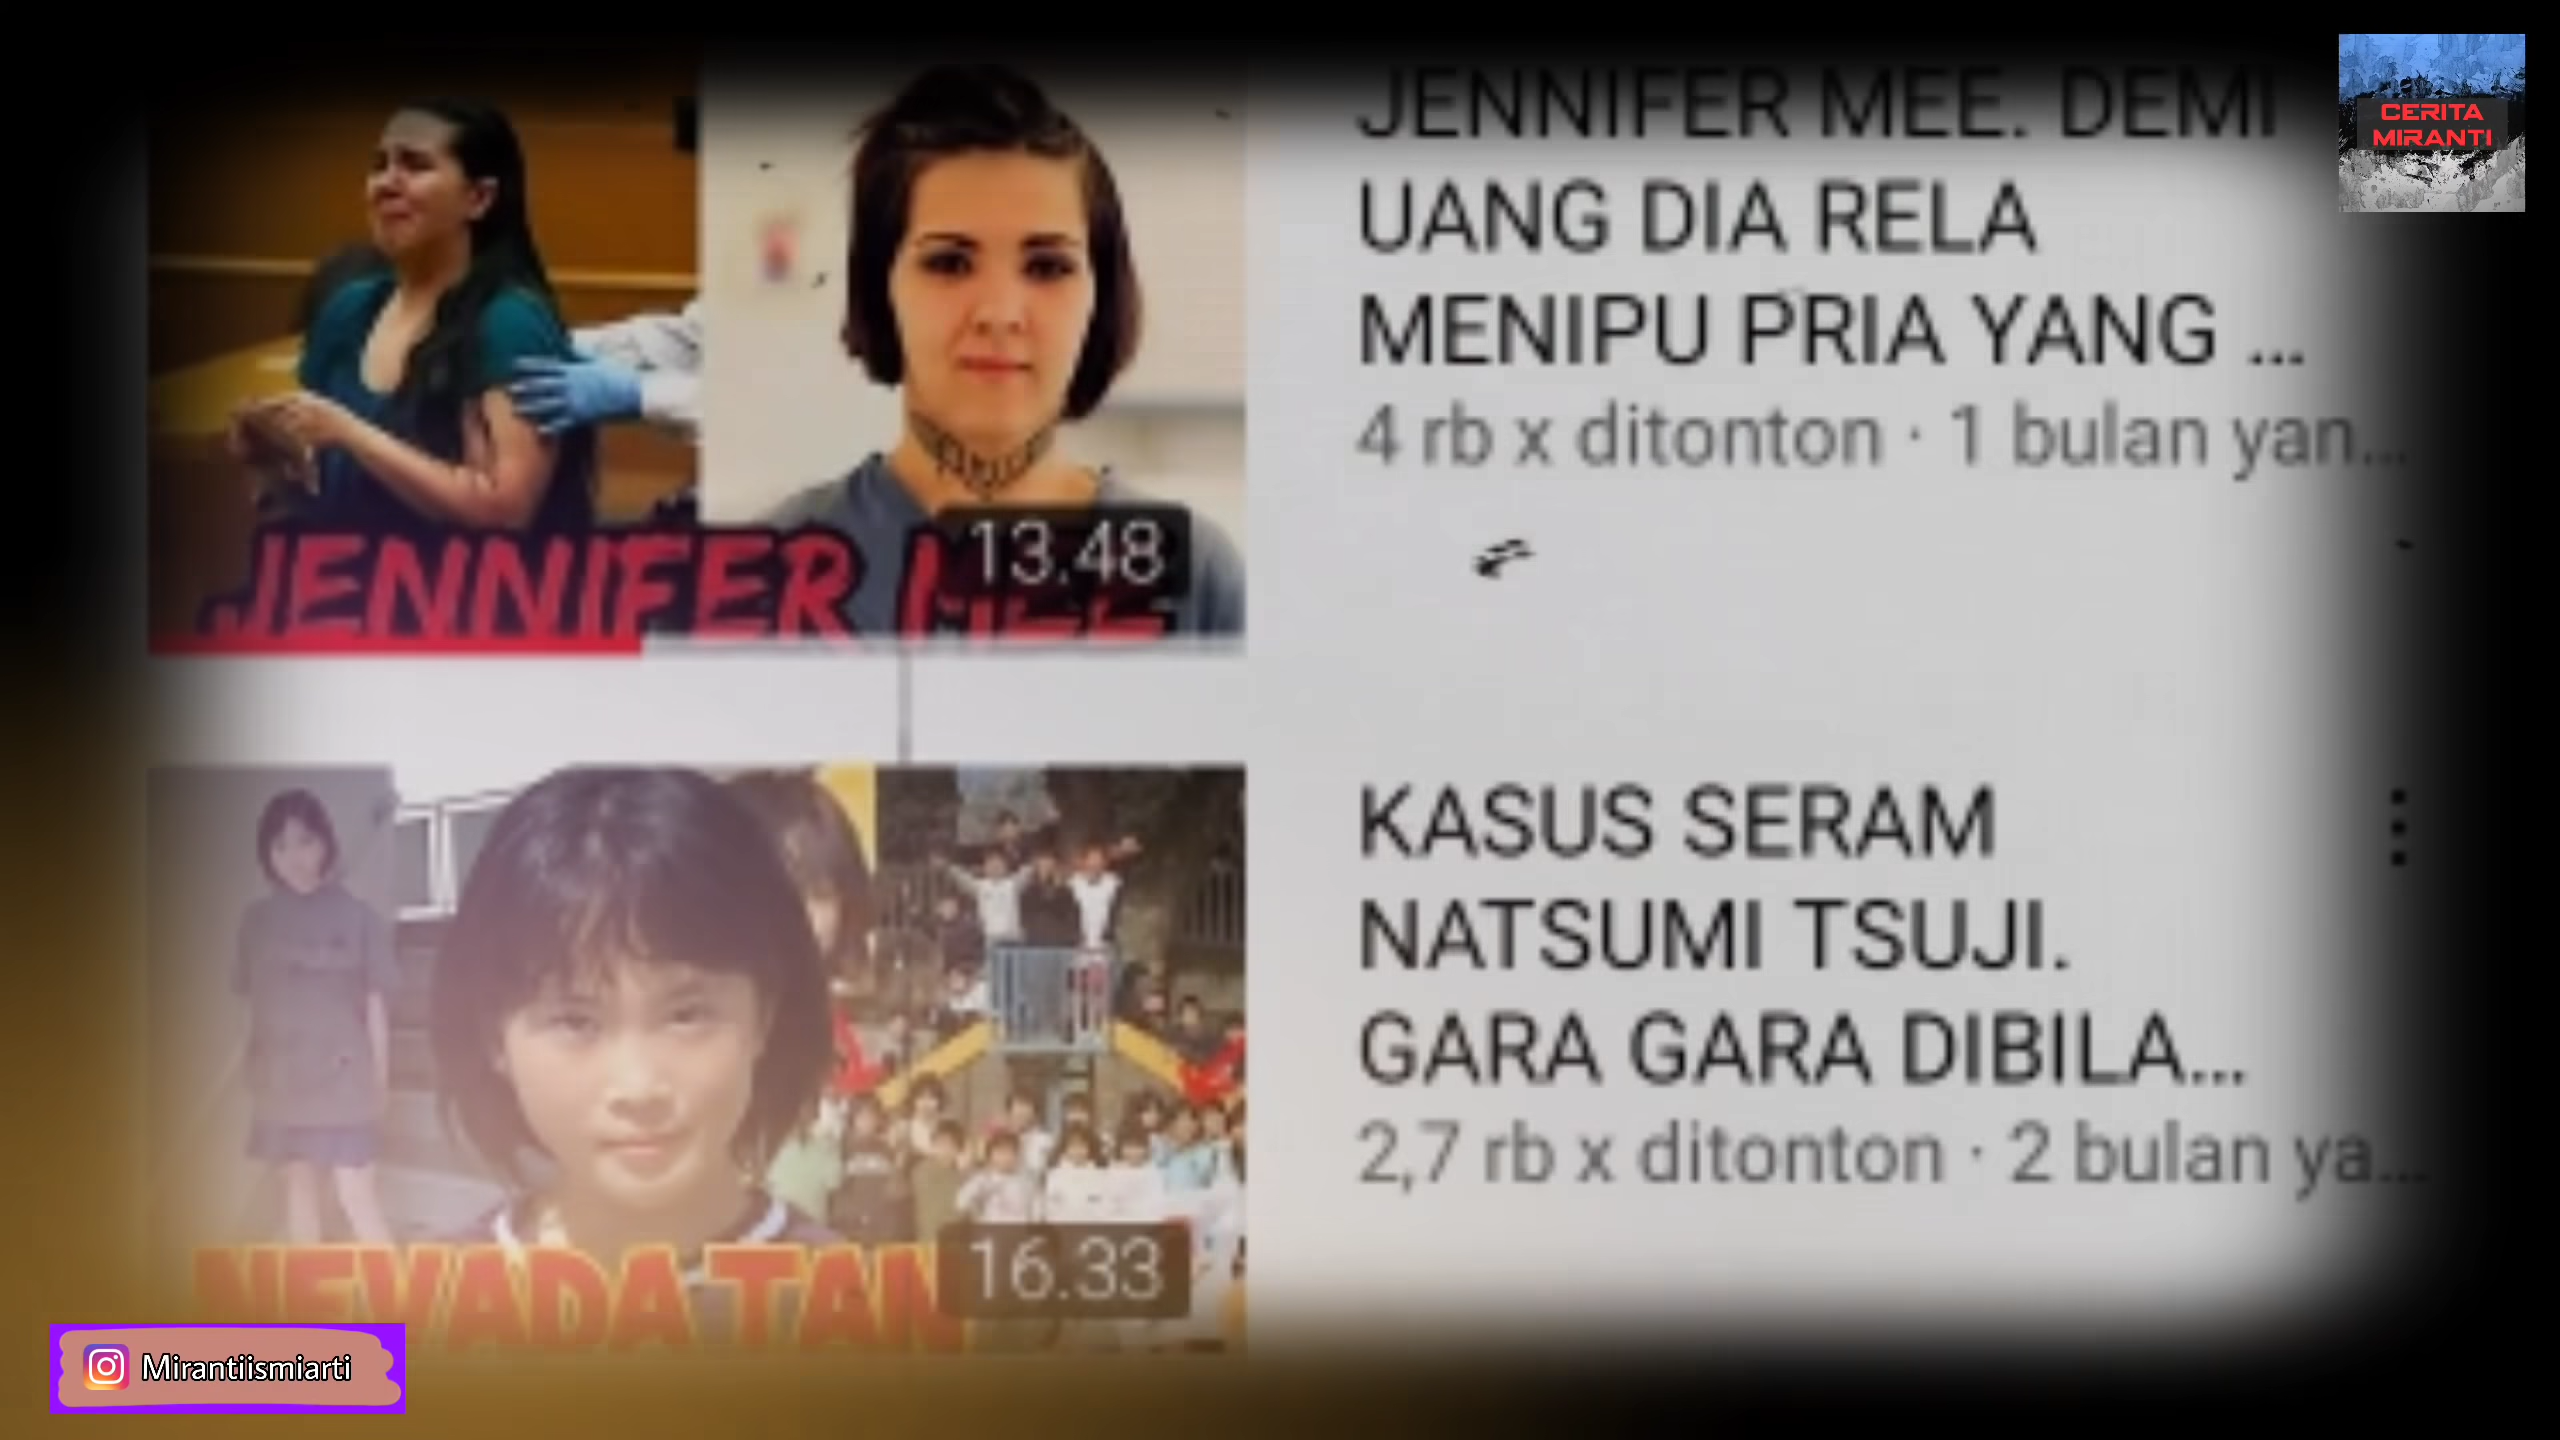 JENNIFER MEE. DEMI
UANG DIA RELA
MENIPU PRIA YANG ...
4 rb x ditonton · 1 bulan yan...
JENNIFER MEE
13.48
CERITA
MIRANTI
KASUS SERAM
NATSUMI TSUJI.
GARA GARA DIBILA...
2,7 rb x ditonton · 2 bulan ya...
NEVADA TAN
16.33
Mirantiismiarti